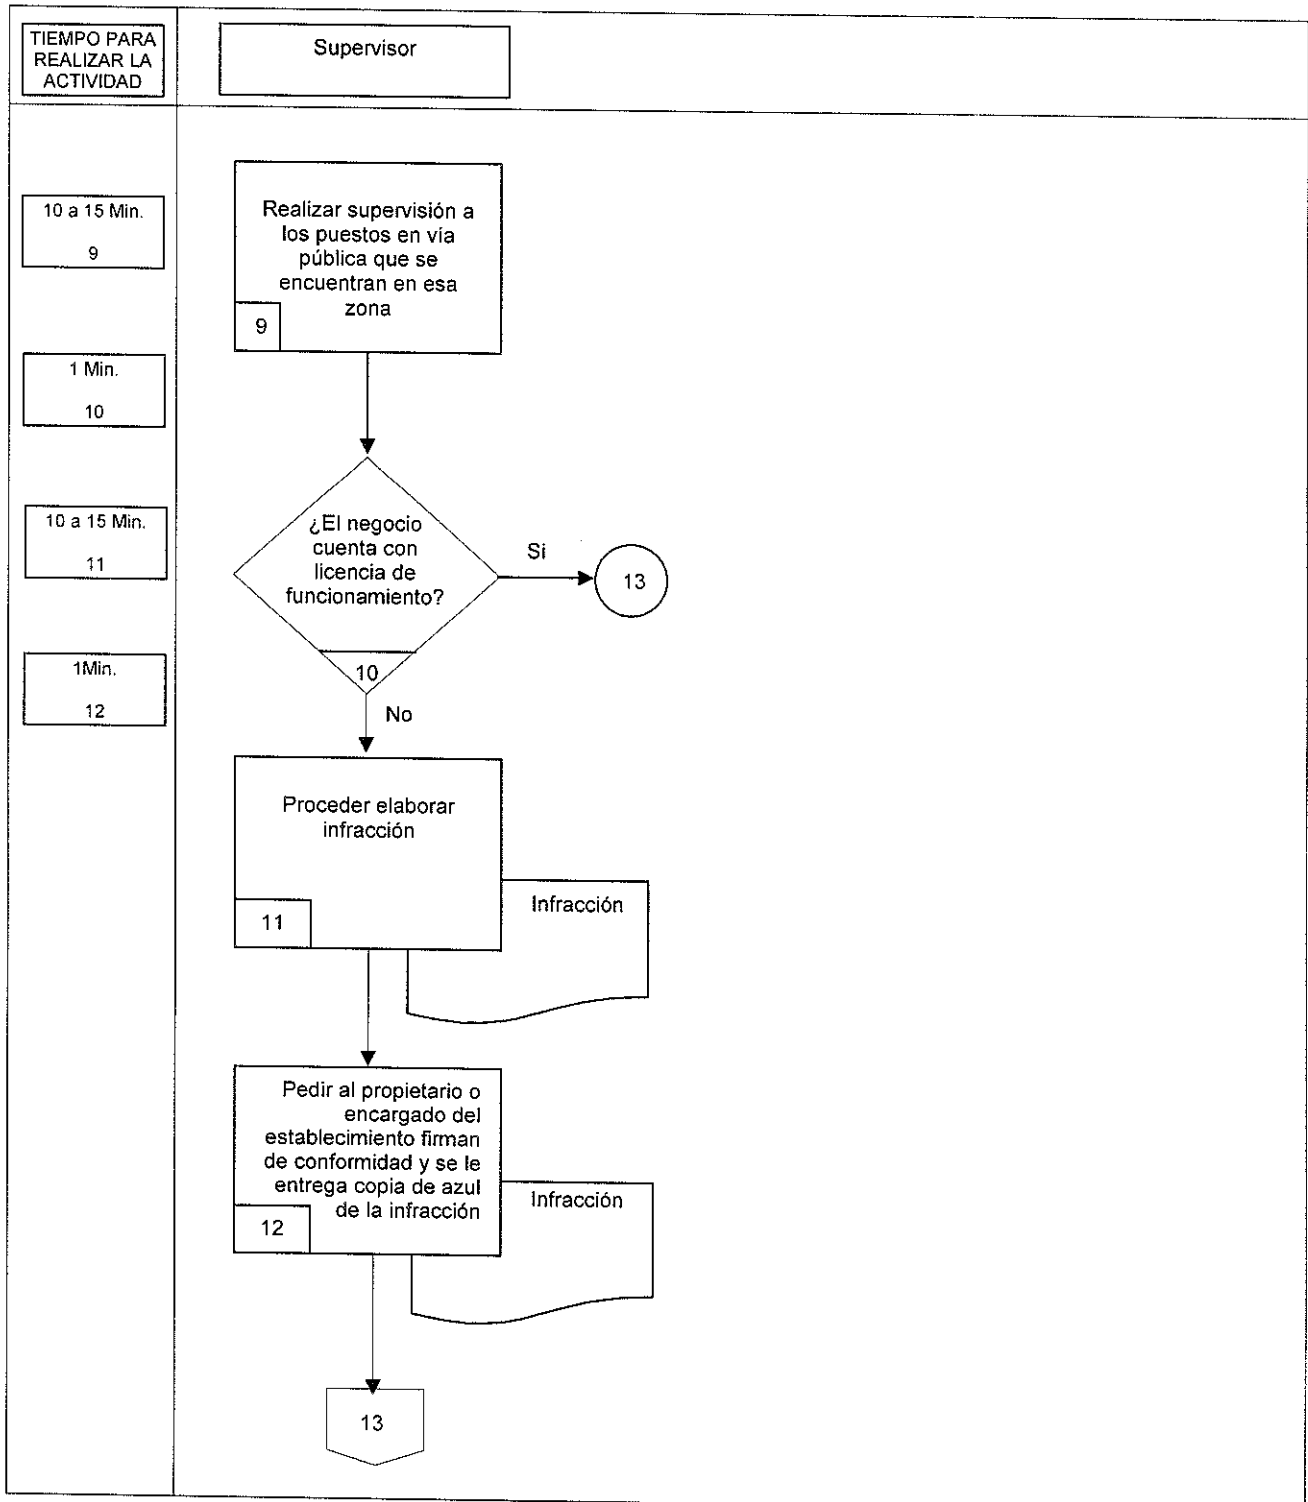 TIEMPO PARA
REALIZAR LA
ACTIVIDAD
Supervisor
10 a 15 Min.
9
Realizar supervisión a
los puestos en vía
pública que se
encuentran en esa
zona
9
1 Min.
10
¿El negocio
cuenta con
licencia de
funcionamiento?
10
Si
13
No
10 a 15 Min.
11
Proceder elaborar
infracción
11
Infracción
1Min.
12
Pedir al propietario o
encargado del
establecimiento firman
de conformidad y se le
entrega copia de azul
de la infracción
12
Infracción
13